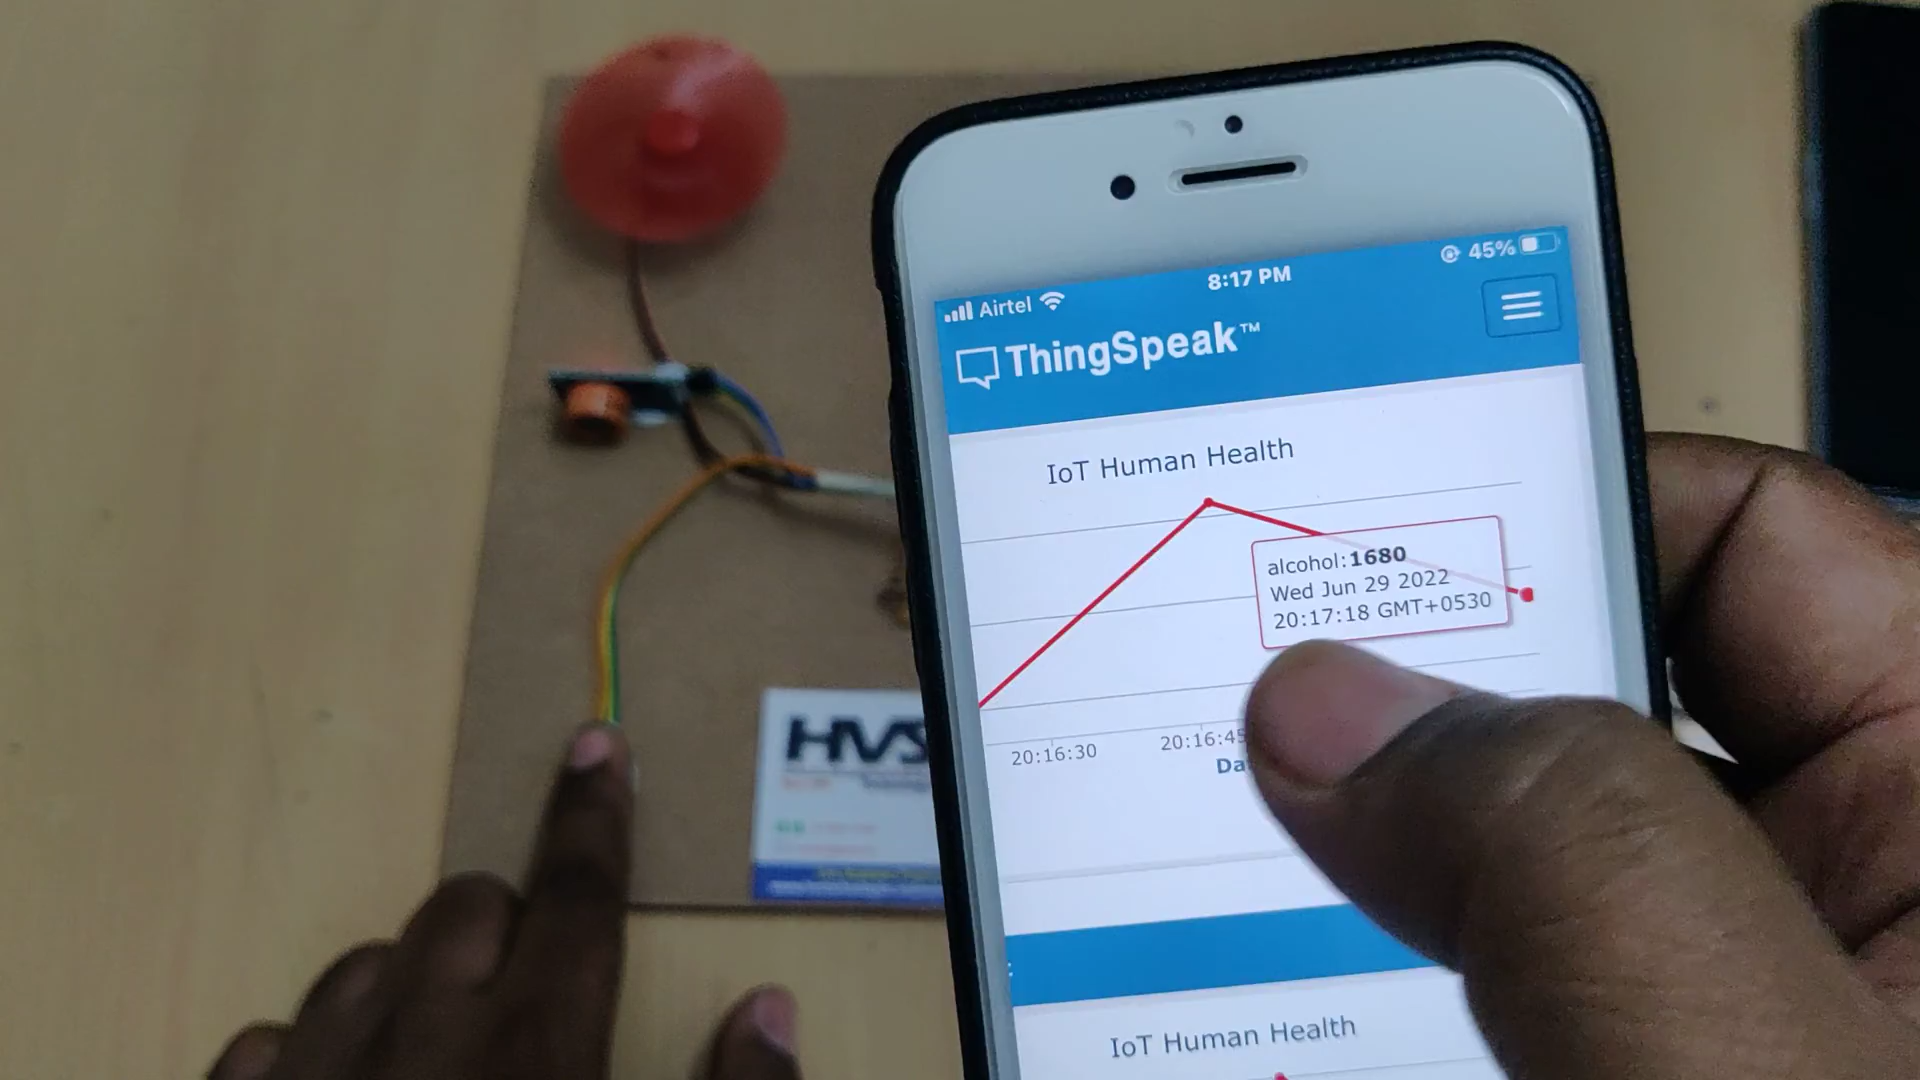 Airtel
8:17 PM
45%
ThingSpeak™
IoT Human Health
alcohol:1680
Wed Jun 29 2022
20:17:18 GMT+0530
20:16:30
20:16:45
Da
IoT Human Health
HVS